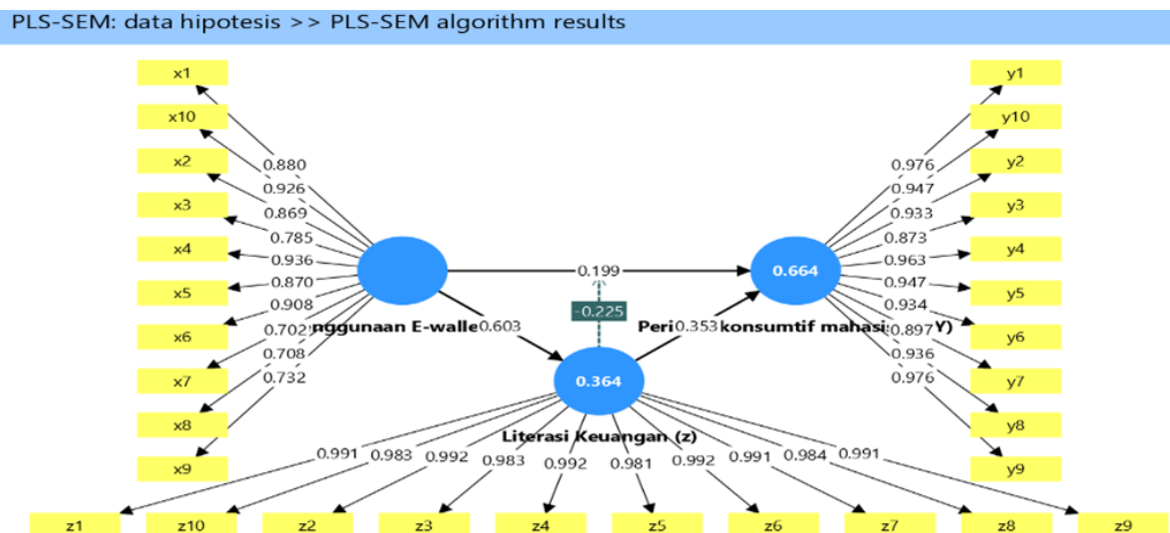 PLS-SEM: data hipotesis >> PLS-SEM algorithm results
x1
x10
x2
x3
x4
x5
x6
x7
x8
x9
0.880
0.926
0.869
0.785
0.936
0.870
0.908
0.702
0.708
0.732
nggunaan E-walle
0.603
0.199
-0.225
0.664
Peri
0.353
konsumtif mahasi
Y)
0.976
0.947
0.933
0.873
0.963
0.947
0.934
0.897
0.936
0.976
y1
y10
y2
y3
y4
y5
y6
y7
y8
y9
0.364
Literasi Keuangan (z)
0.991
0.983
0.992
0.983
0.992
0.981
0.992
0.991
0.984
0.991
z1
z10
z2
z3
z4
z5
z6
z7
z8
z9